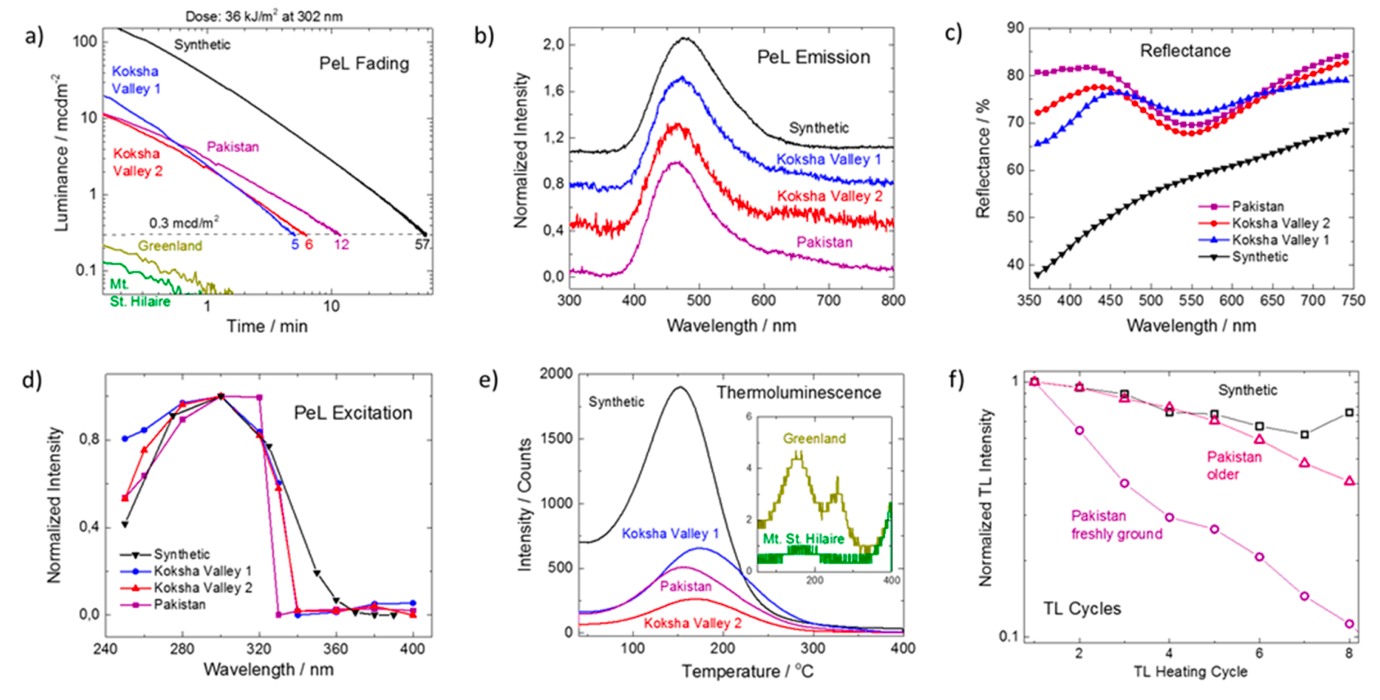 a)
Dose: 36 kJ/m² at 302 nm
100
10
1
0.1
Luminance / mcdm⁻²
Synthetic
PeL Fading
Koksha
Valley 1
Koksha
Valley 2
Pakistan
0.3 mcd/m²
5 6 12 57
Greenland
Mt.
St. Hilaire
1 10
Time / min
b)
2,0
1,6
1,2
0,8
0,4
0,0
Normalized Intensity
PeL Emission
Synthetic
Koksha Valley 1
Koksha Valley 2
Pakistan
300 400 500 600 700 800
Wavelength / nm
c)
90
80
70
60
50
40
Reflectance / %
Reflectance
Pakistan
Koksha Valley 2
Koksha Valley 1
Synthetic
350 400 450 500 550 600 650 700 750
Wavelength / nm
d)
0,8
0,4
0,0
Normalized Intensity
PeL Excitation
Synthetic
Koksha Valley 1
Koksha Valley 2
Pakistan
240 280 320 360 400
Wavelength / nm
e)
2000
1500
1000
500
0
Intensity / Counts
Thermoluminescence
Synthetic
6
4
2
0
Greenland
Mt. St. Hilaire
200 400
Koksha Valley 1
Pakistan
Koksha Valley 2
100 200 300 400
Temperature / °C
f)
1
0.1
Normalized TL Intensity
Synthetic
Pakistan
older
Pakistan
freshly ground
TL Cycles
2 4 6 8
TL Heating Cycle